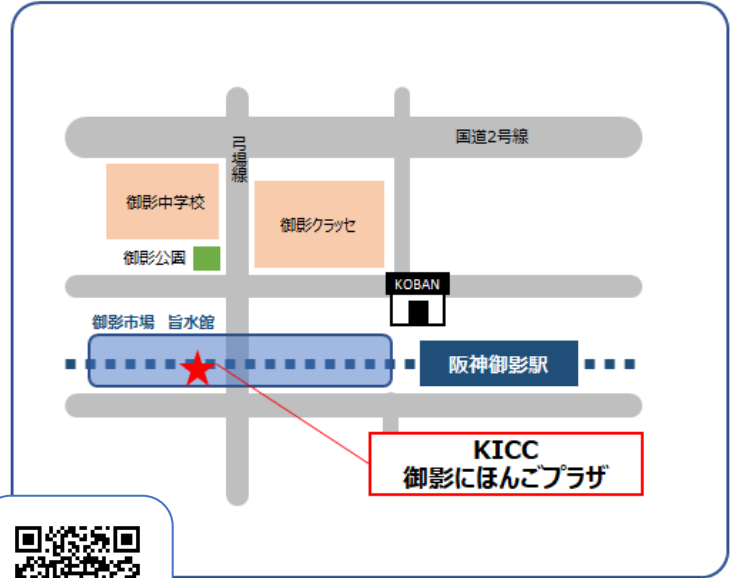 国道2号線
弓場線
御影中学校
御影クラッセ
御影公園
KOBAN
御影市場 旨水館
阪神御影駅
KICC
御影にほんごプラザ